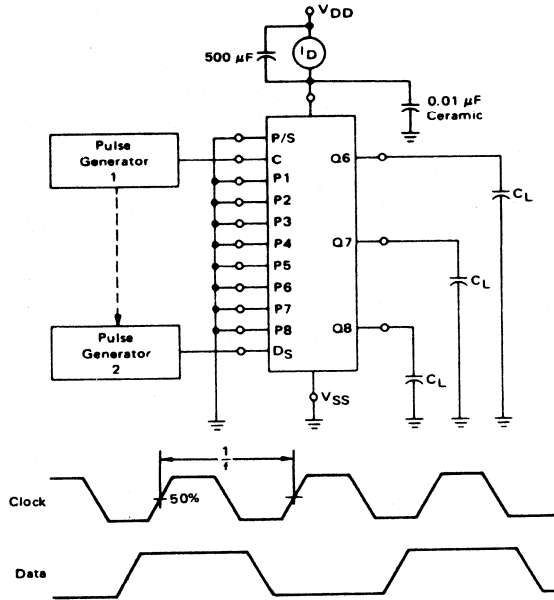 VDD
500 µF
ID
0.01 µF
Ceramic
Pulse
Generator
1
P/S
C
P1
P2
P3
P4
P5
P6
P7
P8
DS
Q6
Q7
Q8
CL
CL
CL
Pulse
Generator
2
VSS
1
f
50%
Clock
Data